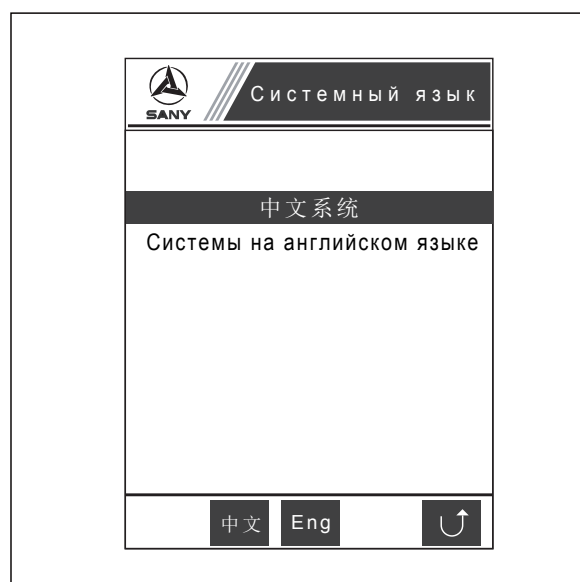 SANY
Системный язык
中文系统
Системы на английском языке
中文 Eng